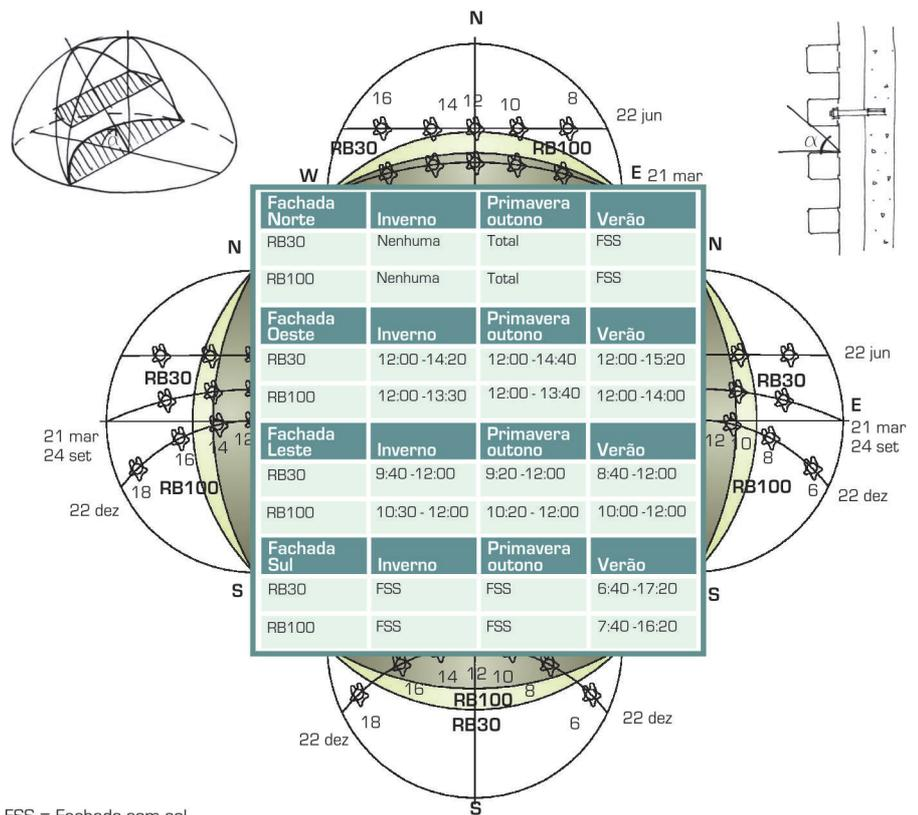 N
16
14
12
10
8
22 jun
RB30
RB100
W
E
21 mar
α
α
Fachada Norte Inverno Primavera outono Verão
RB30 Nenhuma Total FSS
RB100 Nenhuma Total FSS
Fachada Oeste Inverno Primavera outono Verão
RB30 12:00 -14:20 12:00 -14:40 12:00 -15:20
RB100 12:00 -13:30 12:00 - 13:40 12:00 -14:00
Fachada Leste Inverno Primavera outono Verão
RB30 9:40 -12:00 9:20 -12:00 8:40 -12:00
RB100 10:30 - 12:00 10:20 - 12:00 10:00 -12:00
Fachada Sul Inverno Primavera outono Verão
RB30 FSS FSS 6:40 -17:20
RB100 FSS FSS 7:40 -16:20
N
RB30
21 mar
24 set
14
16
18
RB100
22 dez
S
N
22 jun
RB30
E
21 mar
24 set
12
10
8
6
RB100
22 dez
S
18
16
14
12
10
8
6
RB100
RB30
22 dez
22 dez
S